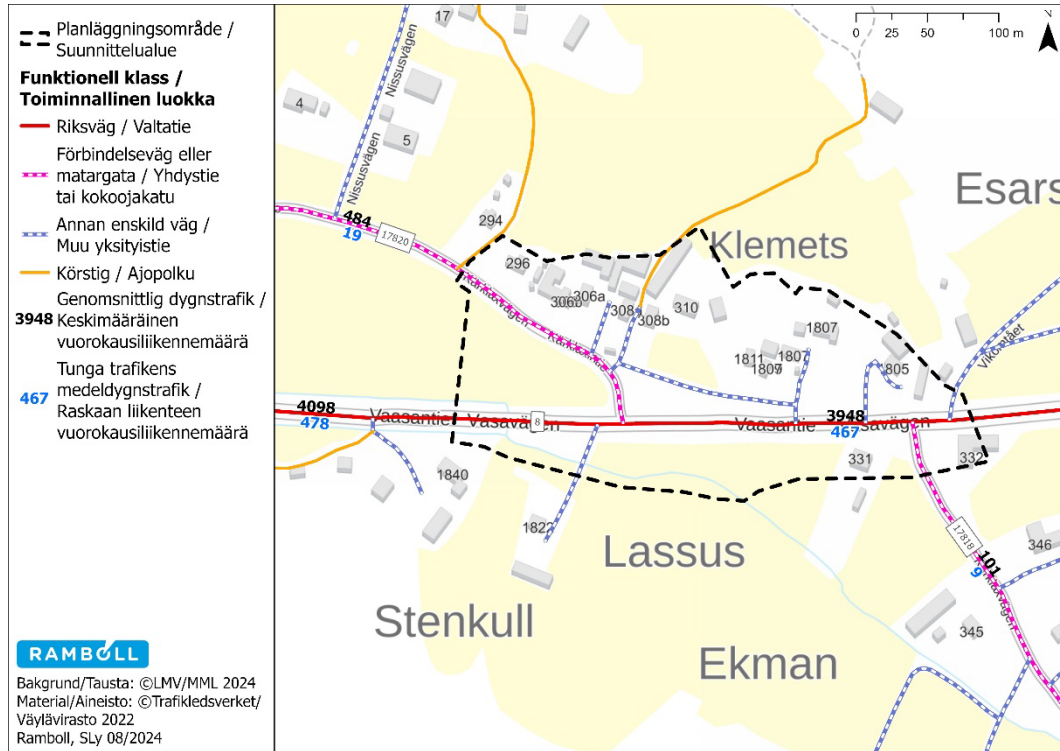 Planläggningsområde /
Suunnittelualue
Funktionell klass /
Toiminnallinen luokka
Riksväg / Valtatie
Förbindelseväg eller
matargata / Yhdystie
tai kokoojakatu
Annan enskild väg /
Muu yksityistie
Körstig / Ajopolku
Genomsnittlig dygnstrafik /
3948 Keskimääräinen
vuorokausiliikennemäärä
Tunga trafikens
medeldygnstrafik /
467 Raskaan liikenteen
vuorokausiliikennemäärä
RAMBOLL
Bakgrund/Tausta: ©LMV/MML 2024
Material/Aineisto: ©Trafikledsverket/
Väylävirasto 2022
Ramboll, SLy 08/2024
0 25 50 100 m
N
17
Nissusvägen
4
5
Nissusvägen
Esars
294
484
19
17820
Klemets
296
306a
308
308b
310
1807
1811
1807
1809
805
4098
478
Vaasantie
Vasavägen
8
Vaasantie
3948
467
Vasavägen
331
332
1840
1822
17818
101
9
346
345
Lassus
Stenkull
Ekman